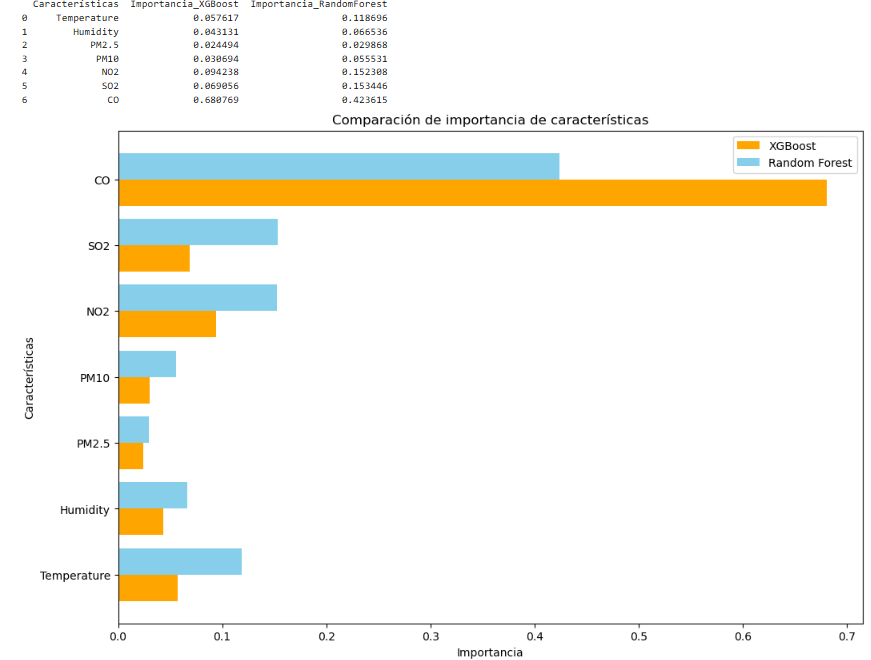 Características Importancia_XGBoost Importancia_RandomForest
0 Temperature 0.057617 0.118696
1 Humidity 0.043131 0.066536
2 PM2.5 0.024494 0.029868
3 PM10 0.030694 0.055531
4 NO2 0.094238 0.152308
5 SO2 0.069056 0.153446
6 CO 0.680769 0.423615
Comparación de importancia de características
XGBoost
Random Forest
CO
SO2
NO2
PM10
PM2.5
Humidity
Temperature
Características
0.0 0.1 0.2 0.3 0.4 0.5 0.6 0.7
Importancia